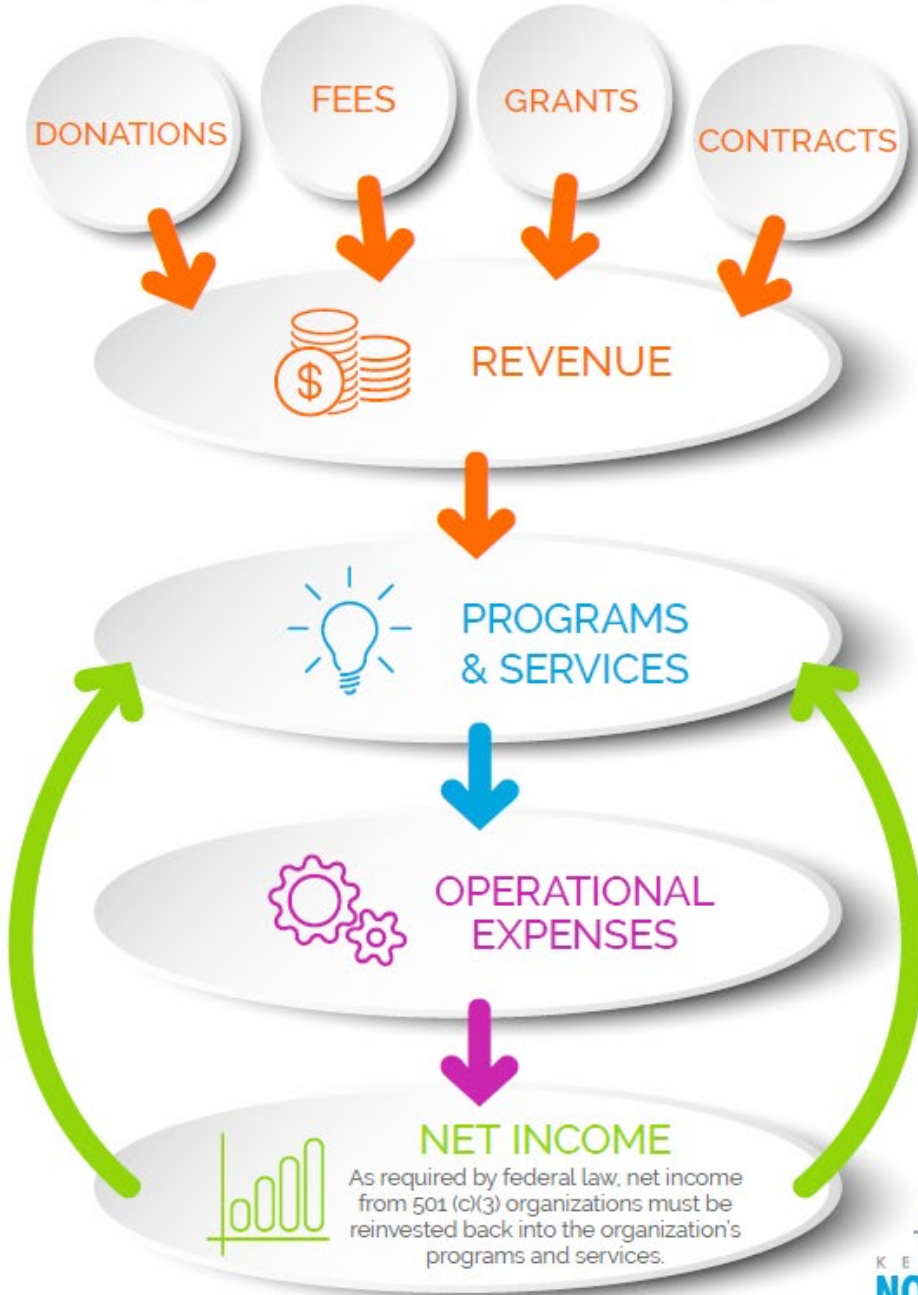 DONATIONS
FEES
GRANTS
CONTRACTS
$
REVENUE
PROGRAMS
& SERVICES
OPERATIONAL
EXPENSES
NET INCOME
As required by federal law, net income
from 501 (c)(3) organizations must be
reinvested back into the organization's
programs and services.